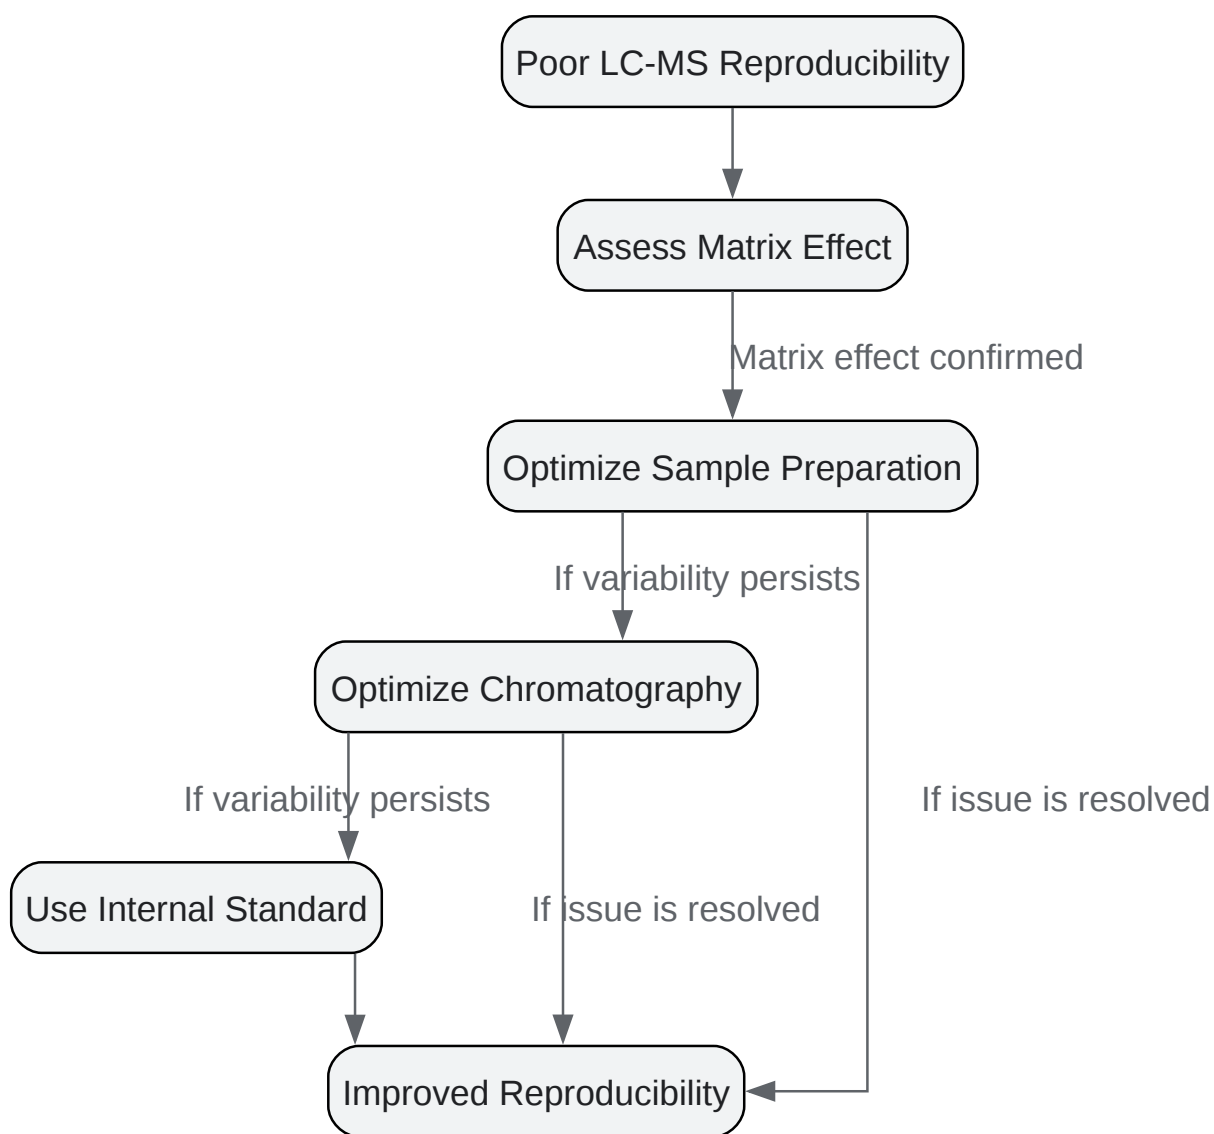 Poor LC-MS Reproducibility
Assess Matrix Effect
Matrix effect confirmed
Optimize Sample Preparation
If variability persists
Optimize Chromatography
If variability persists
If issue is resolved
Use Internal Standard
If issue is resolved
Improved Reproducibility